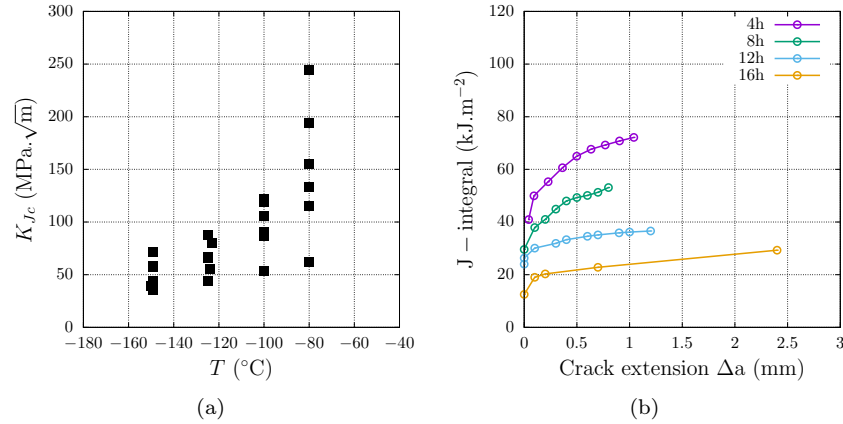 300
250
200
150
100
50
0
K_{Jc} (MPa.√m)
−180 −160 −140 −120 −100 −80 −60 −40
T (°C)
(a)
120
100
80
60
40
20
0
J − integral (kJ.m^{−2})
4h
8h
12h
16h
0 0.5 1 1.5 2 2.5 3
Crack extension Δa (mm)
(b)